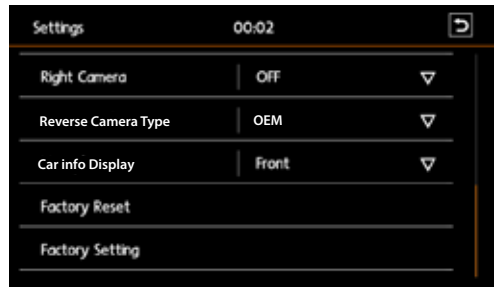 Settings 00:02
Right Camera OFF
Reverse Camera Type OEM
Car info Display Front
Factory Reset
Factory Setting